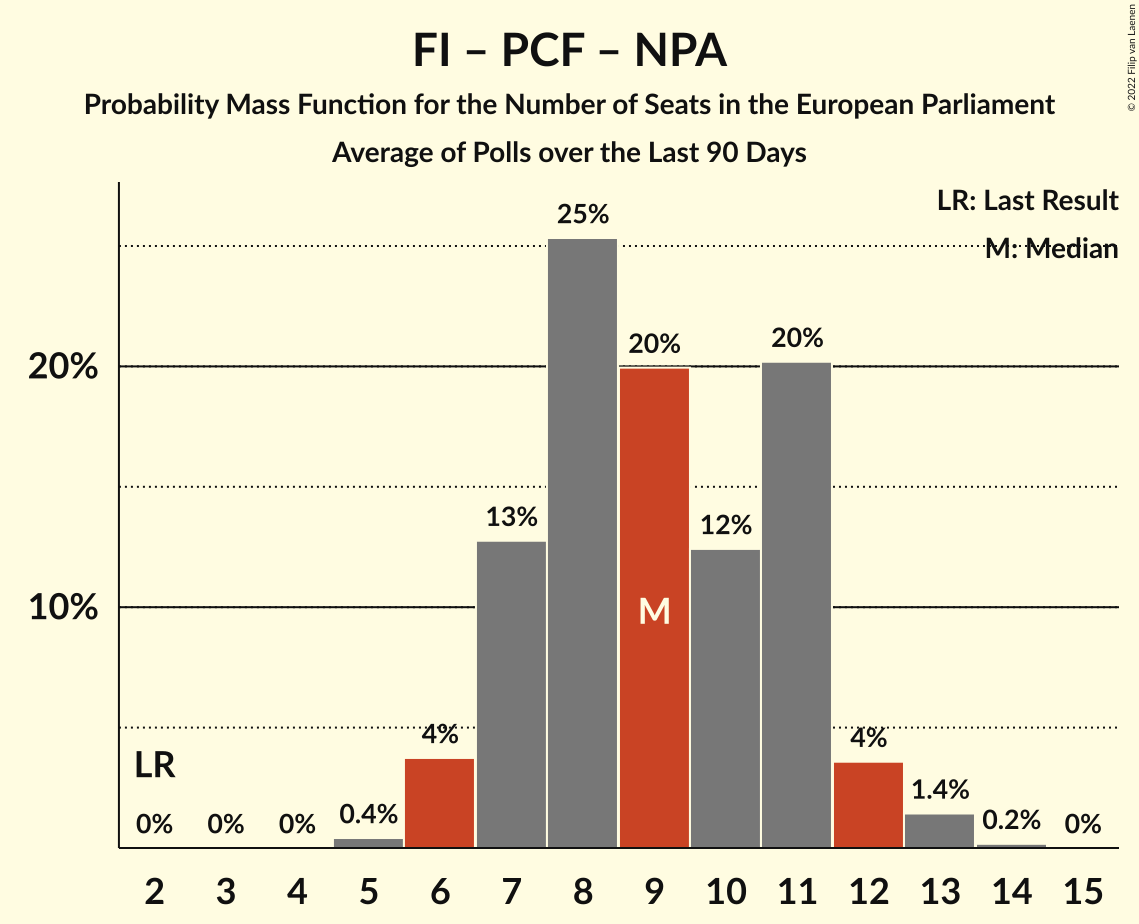 FI – PCF – NPA
Probability Mass Function for the Number of Seats in the European Parliament
Average of Polls over the Last 90 Days
© 2022 Filip van Laenen
LR: Last Result
M: Median
25%
20%
20%
20%
13%
12%
10%
M
4%
4%
LR
1.4%
0.4%
0.2%
0%
0%
0%
0%
2 3 4 5 6 7 8 9 10 11 12 13 14 15